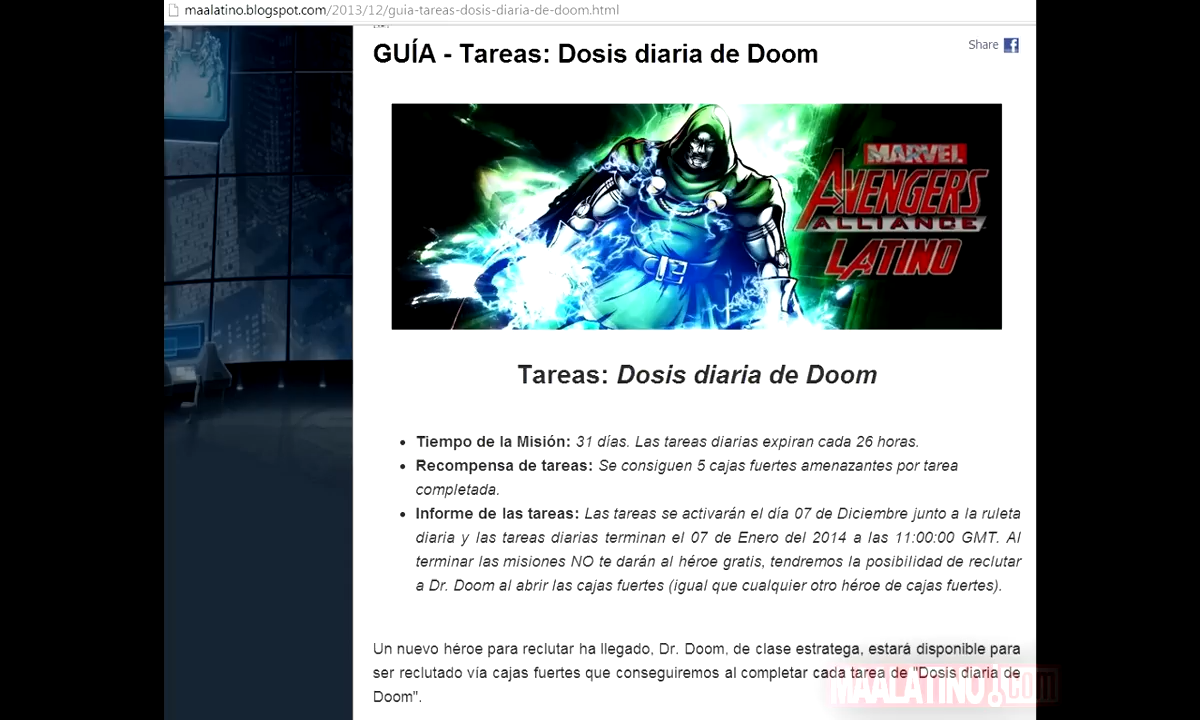 maalatino.blogspot.com/2013/12/guia-tareas-dosis-diaria-de-doom.html
GUÍA - Tareas: Dosis diaria de Doom
Share
MARVEL
AVENGERS
ALLIANCE
LATINO
Tareas: Dosis diaria de Doom
• Tiempo de la Misión: 31 días. Las tareas diarias expiran cada 26 horas.
• Recompensa de tareas: Se consiguen 5 cajas fuertes amenazantes por tarea
completada.
• Informe de las tareas: Las tareas se activarán el día 07 de Diciembre junto a la ruleta
diaria y las tareas diarias terminan el 07 de Enero del 2014 a las 11:00:00 GMT. Al
terminar las misiones NO te darán al héroe gratis, tendremos la posibilidad de reclutar
a Dr. Doom al abrir las cajas fuertes (igual que cualquier otro héroe de cajas fuertes).
Un nuevo héroe para reclutar ha llegado, Dr. Doom, de clase estratega, estará disponible para
ser reclutado vía cajas fuertes que conseguiremos al completar cada tarea de "Dosis diaria de
Doom".
MAALATINO.COM